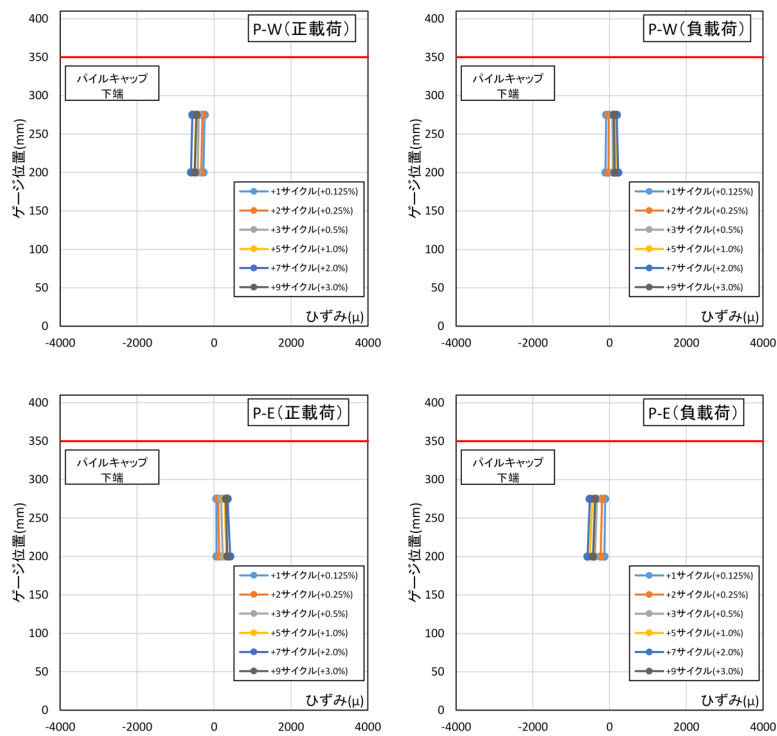 P-W(正載荷)
400
350
300
250
200
150
100
50
0
ゲージ位置(mm)
パイルキャップ
下端
+1サイクル(+0.125%)
+2サイクル(+0.25%)
+3サイクル(+0.5%)
+5サイクル(+1.0%)
+7サイクル(+2.0%)
+9サイクル(+3.0%)
ひずみ(μ)
-4000 -2000 0 2000 4000
P-W(負載荷)
400
350
300
250
200
150
100
50
0
ゲージ位置(mm)
パイルキャップ
下端
+1サイクル(+0.125%)
+2サイクル(+0.25%)
+3サイクル(+0.5%)
+5サイクル(+1.0%)
+7サイクル(+2.0%)
+9サイクル(+3.0%)
ひずみ(μ)
-4000 -2000 0 2000 4000
P-E(正載荷)
400
350
300
250
200
150
100
50
0
ゲージ位置(mm)
パイルキャップ
下端
+1サイクル(+0.125%)
+2サイクル(+0.25%)
+3サイクル(+0.5%)
+5サイクル(+1.0%)
+7サイクル(+2.0%)
+9サイクル(+3.0%)
ひずみ(μ)
-4000 -2000 0 2000 4000
P-E(負載荷)
400
350
300
250
200
150
100
50
0
ゲージ位置(mm)
パイルキャップ
下端
+1サイクル(+0.125%)
+2サイクル(+0.25%)
+3サイクル(+0.5%)
+5サイクル(+1.0%)
+7サイクル(+2.0%)
+9サイクル(+3.0%)
ひずみ(μ)
-4000 -2000 0 2000 4000